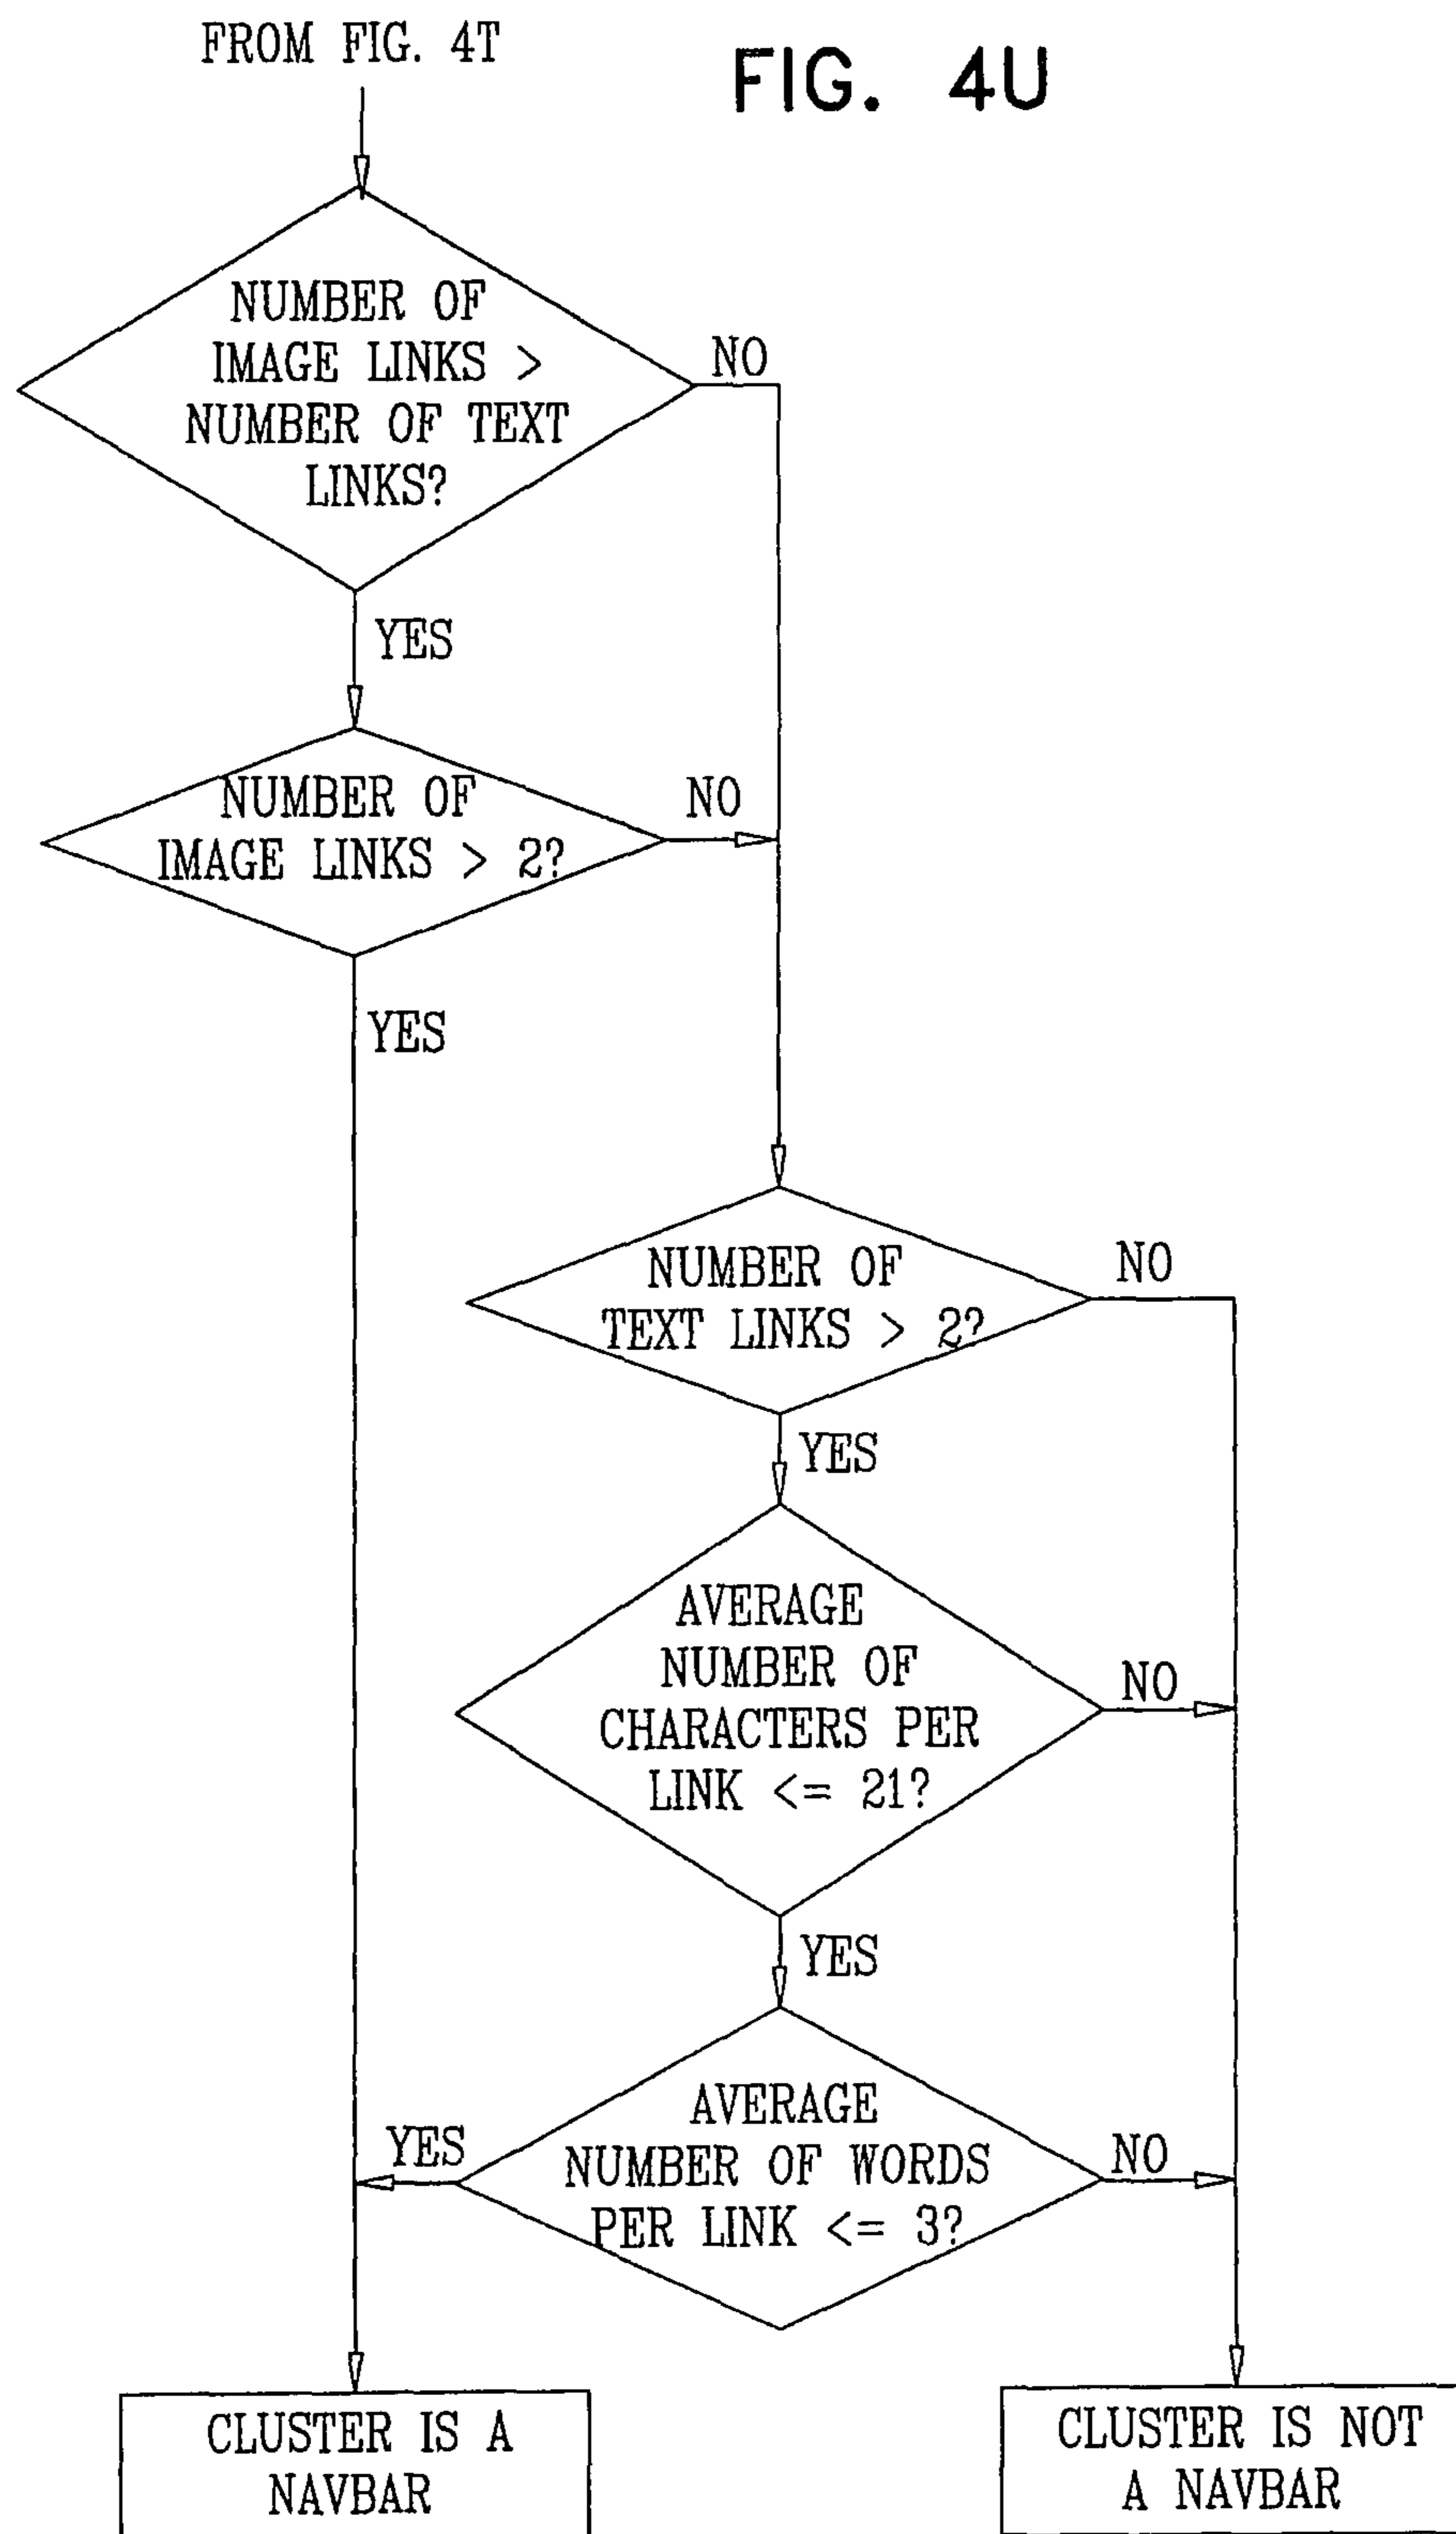 FROM FIG. 4T
FIG. 4U
NUMBER OF
IMAGE LINKS >
NUMBER OF TEXT
LINKS?
NO
YES
NUMBER OF
IMAGE LINKS > 2?
NO
YES
NUMBER OF
TEXT LINKS > 2?
NO
YES
AVERAGE
NUMBER OF
CHARACTERS PER
LINK <= 21?
NO
YES
AVERAGE
NUMBER OF WORDS
PER LINK <= 3?
YES
NO
CLUSTER IS A
NAVBAR
CLUSTER IS NOT
A NAVBAR